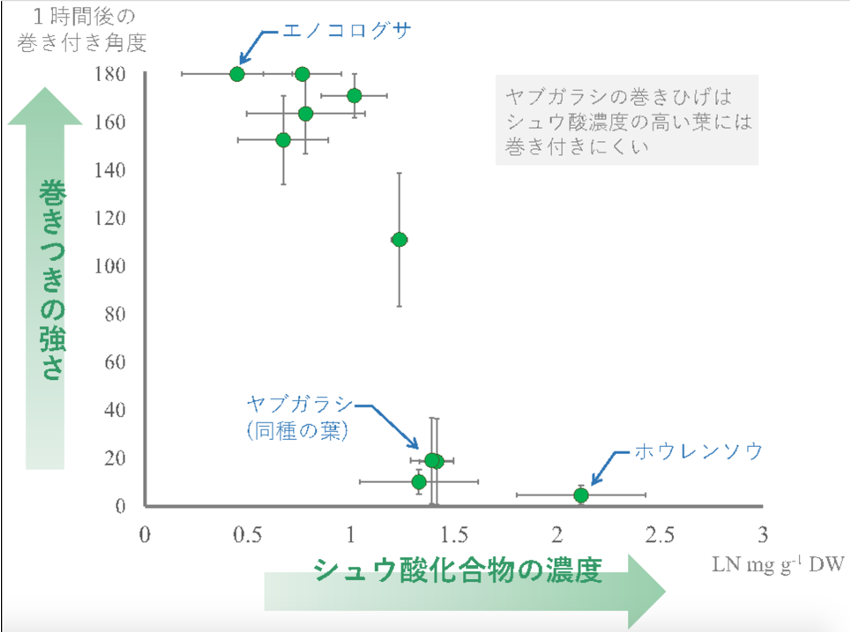 １時間後の
巻き付き角度
エノコログサ
ヤブガラシの巻きひげは
シュウ酸濃度の高い葉には
巻き付きにくい
巻きつきの強さ
180
160
140
120
100
80
60
40
20
0
ヤブガラシ
(同種の葉)
ホウレンソウ
0 0.5 1 1.5 2 2.5 3
シュウ酸化合物の濃度
LN mg g⁻¹ DW